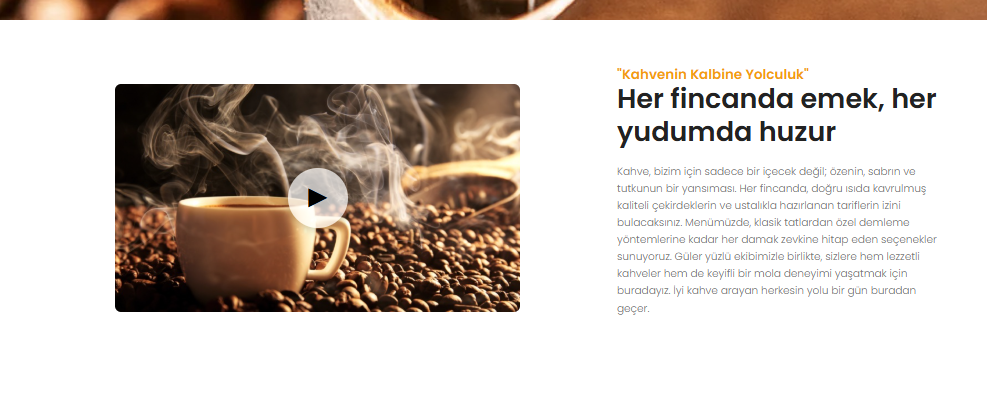 "Kahvenin Kalbine Yolculuk"
Her fincanda emek, her
yudumda huzur
Kahve, bizim için sadece bir içecek değil; özenin, sabrın ve
tutkunun bir yansıması. Her fincanda, doğru ısıda kavrulmuş
kaliteli çekirdeklerin ve ustalıkla hazırlanan tariflerin izini
bulacaksınız. Menümüzde, klasik tatlardan özel demleme
yöntemlerine kadar her damak zevkine hitap eden seçenekler
sunuyoruz. Güler yüzlü ekibimizle birlikte, sizlere hem lezzetli
kahveler hem de keyifli bir mola deneyimi yaşatmak için
buradayız. İyi kahve arayan herkesin yolu bir gün buradan
geçer.